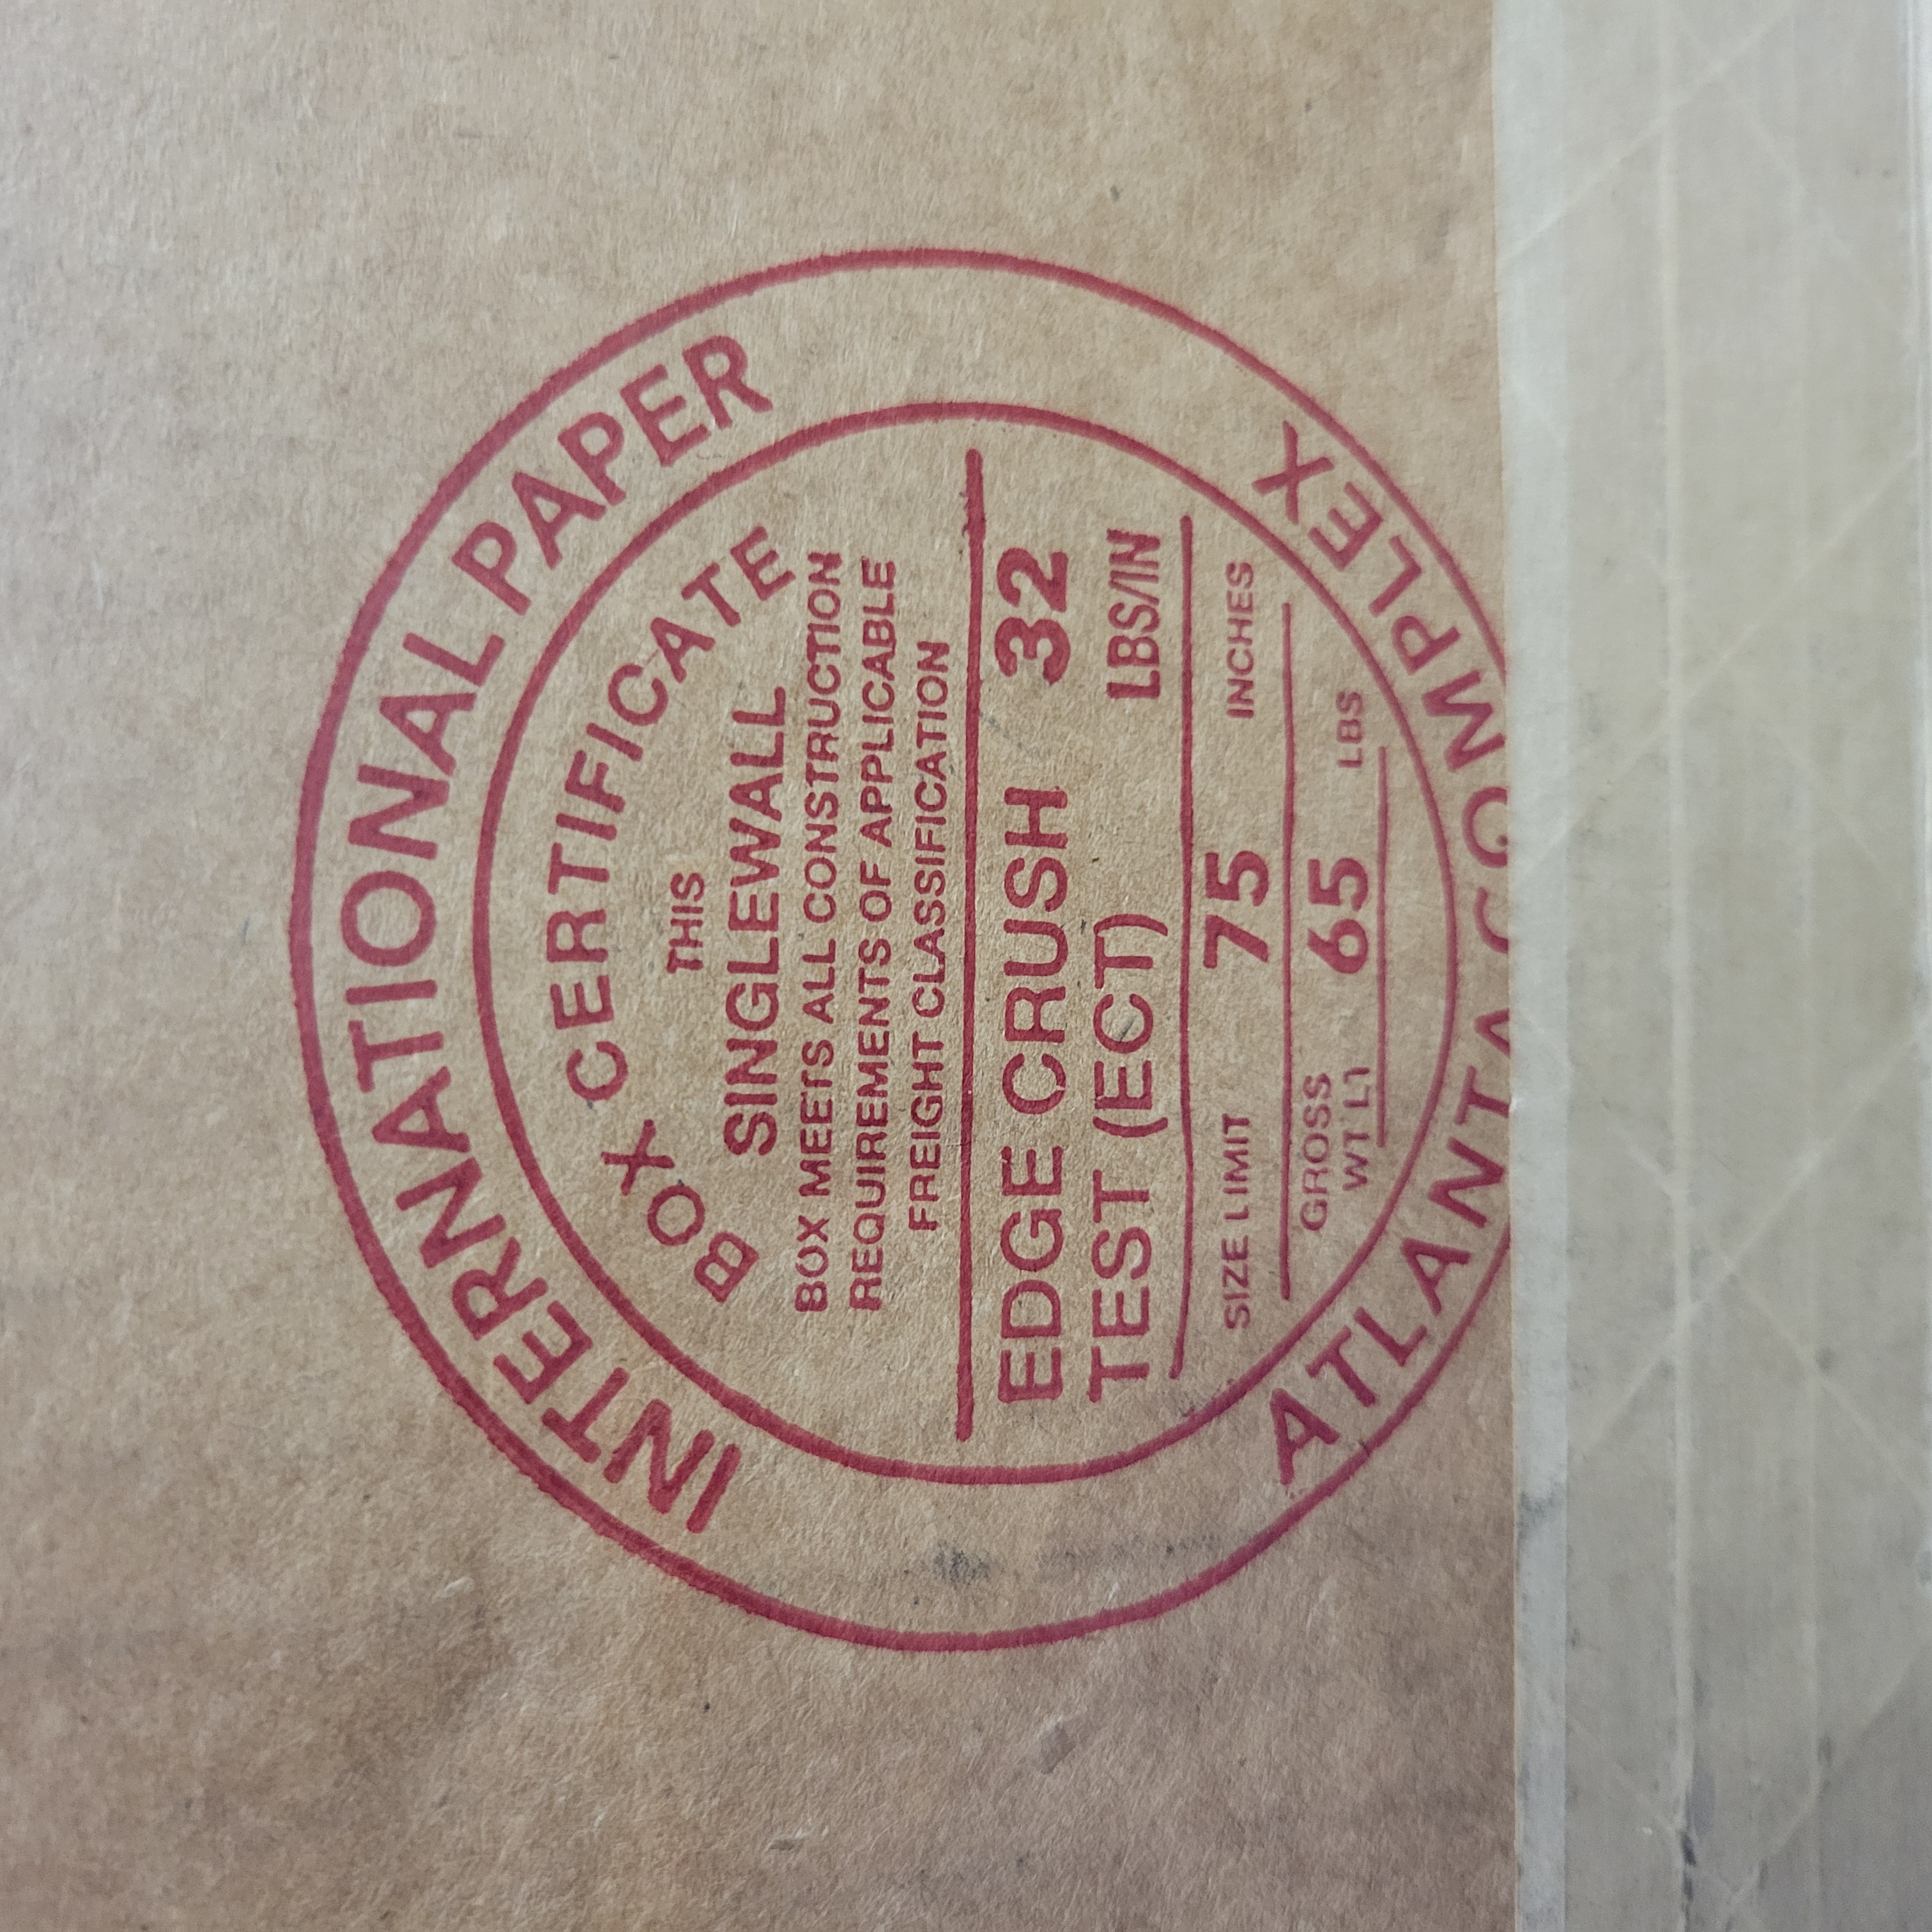 INTERNATIONAL PAPER
BOX CERTIFICATE
THIS
SINGLEWALL
BOX MEETS ALL CONSTRUCTION
REQUIREMENTS OF APPLICABLE
FREIGHT CLASSIFICATION
EDGE CRUSH 32
TEST (ECT) LBS/IN
SIZE LIMIT 75 INCHES
GROSS 65 LBS
WT LT
ATLANTA COMPLEX